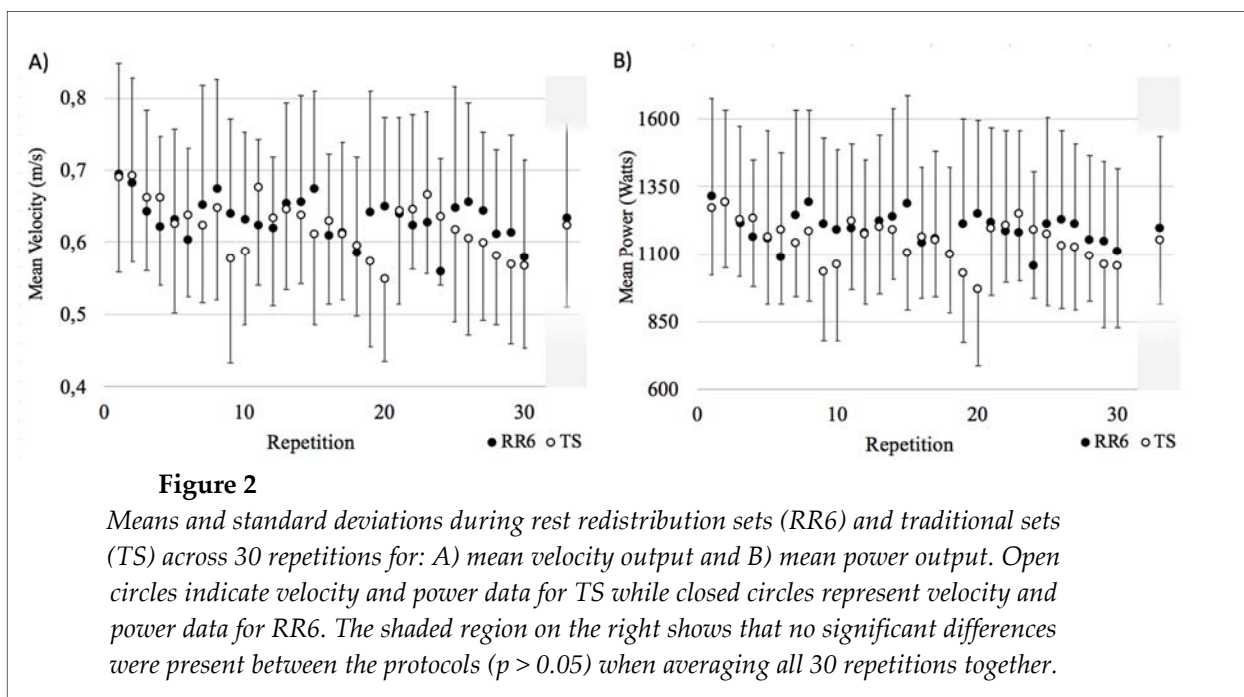 A)
B)
0,8
0,7
0,6
0,5
0,4
Mean Velocity (m/s)
0
10
20
30
Repetition
● RR6 ○ TS
1600
1350
1100
850
600
Mean Power (Watts)
0
10
20
30
Repetition
● RR6 ○ TS
Figure 2
Means and standard deviations during rest redistribution sets (RR6) and traditional sets
(TS) across 30 repetitions for: A) mean velocity output and B) mean power output. Open
circles indicate velocity and power data for TS while closed circles represent velocity and
power data for RR6. The shaded region on the right shows that no significant differences
were present between the protocols (p > 0.05) when averaging all 30 repetitions together.